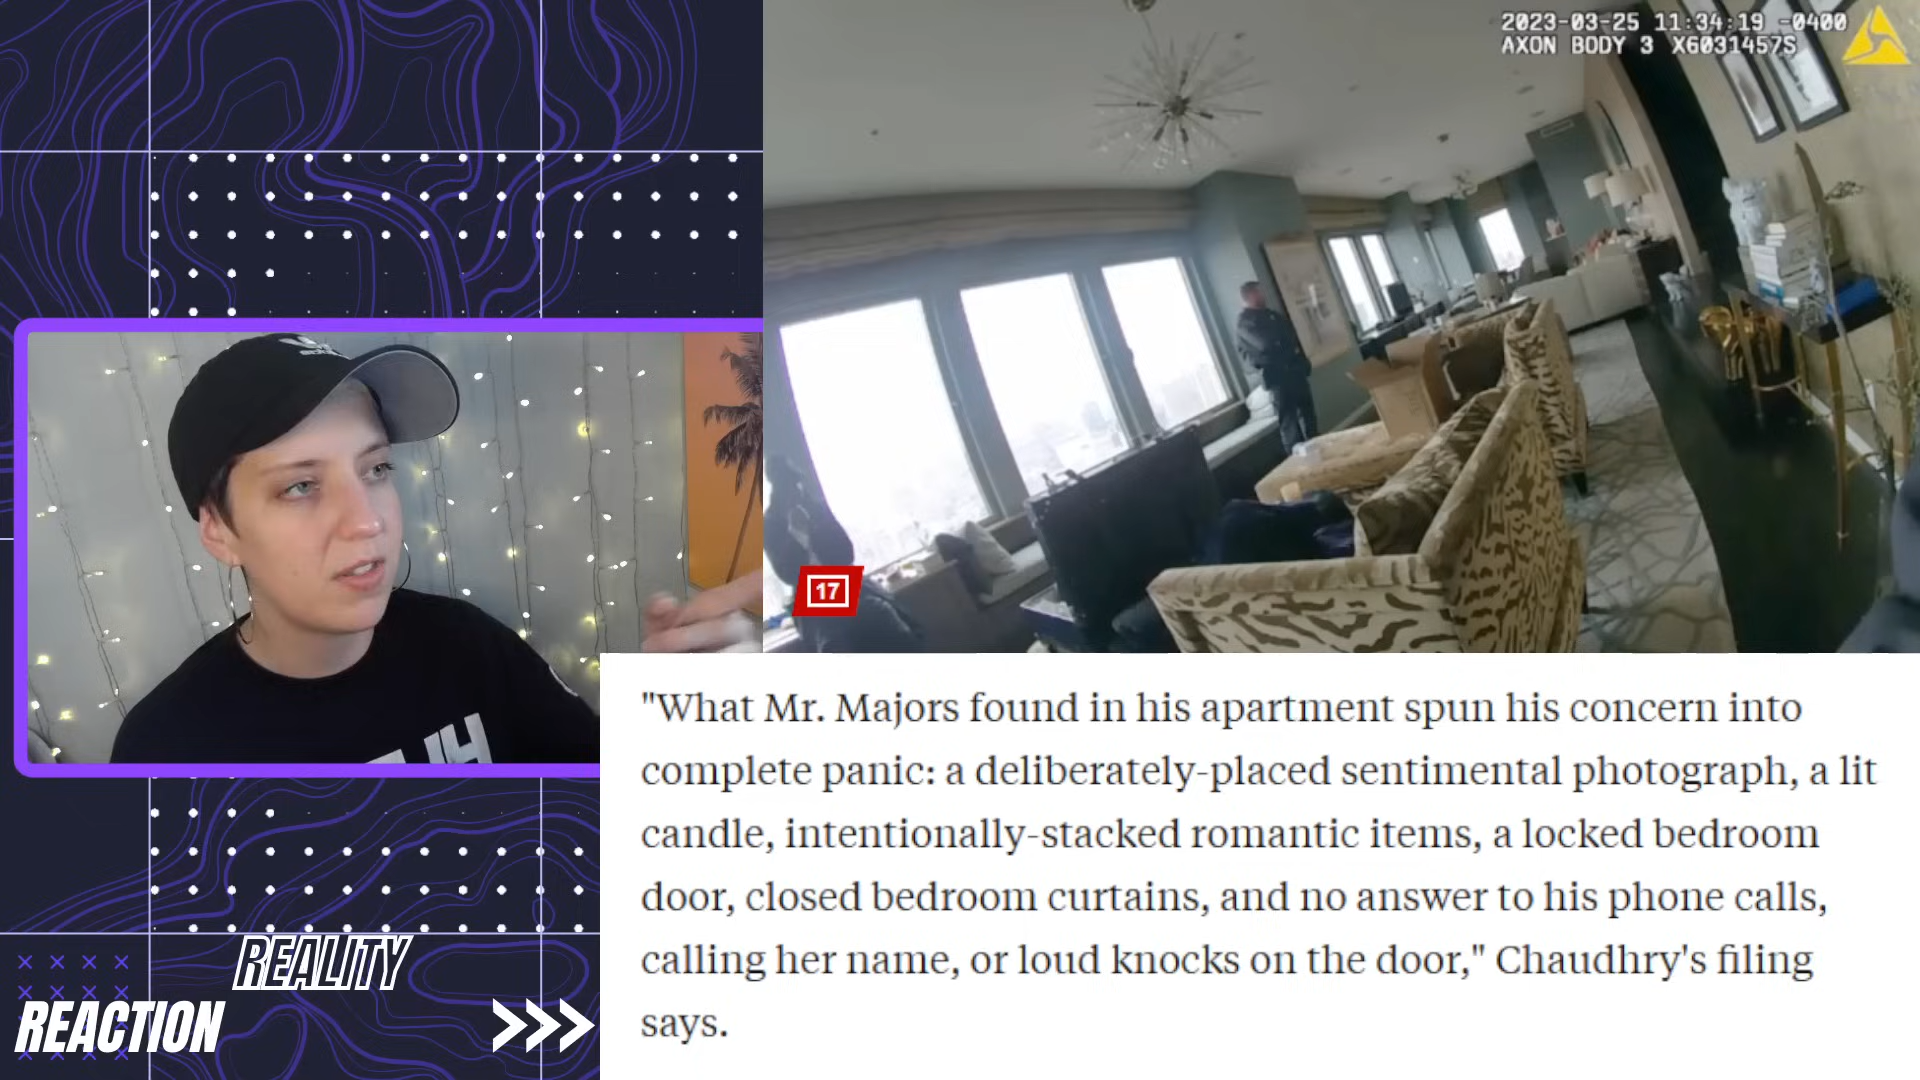 2023-03-25 11:34:19 -0400
AXON BODY 3 X6031457S
17
"What Mr. Majors found in his apartment spun his concern into
complete panic: a deliberately-placed sentimental photograph, a lit
candle, intentionally-stacked romantic items, a locked bedroom
door, closed bedroom curtains, and no answer to his phone calls,
calling her name, or loud knocks on the door," Chaudhry's filing
says.
REALITY
REACTION